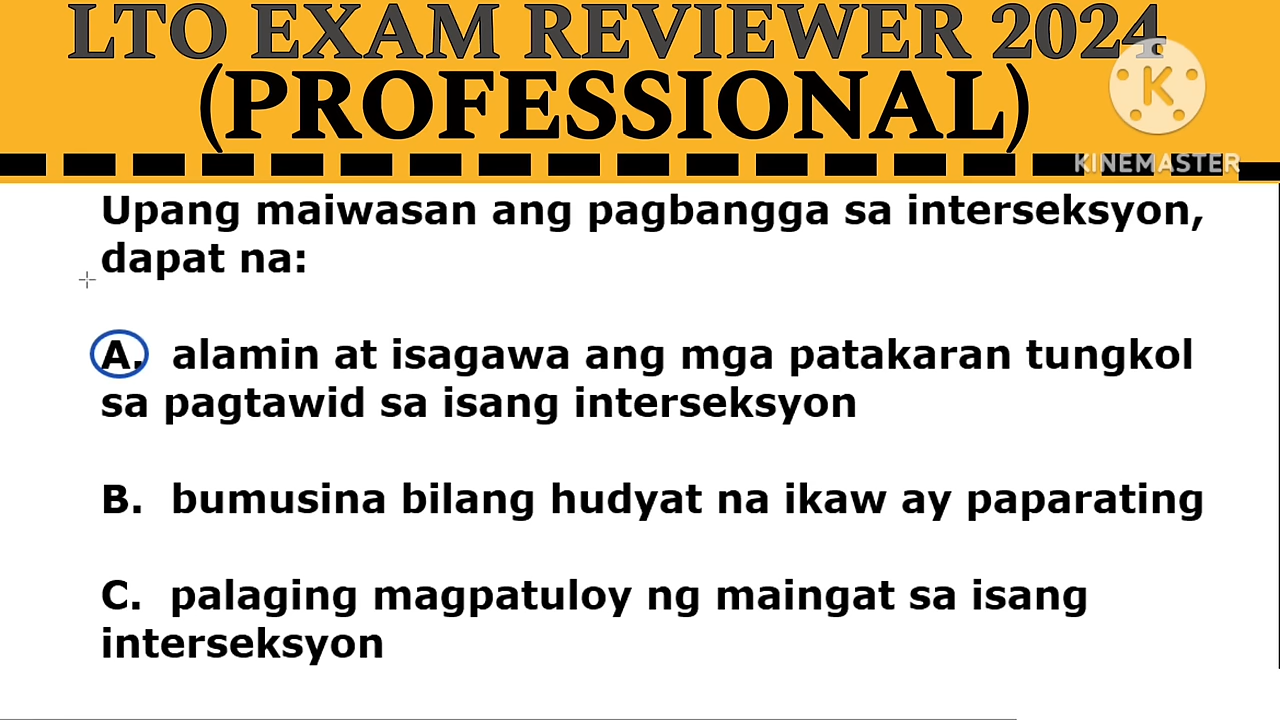 LTO EXAM REVIEWER 2024
(PROFESSIONAL)
K
KINEMASTER
Upang maiwasan ang pagbangga sa interseksyon,
dapat na:
A. alamin at isagawa ang mga patakaran tungkol
sa pagtawid sa isang interseksyon
B. bumusina bilang hudyat na ikaw ay paparating
C. palaging magpatuloy ng maingat sa isang
interseksyon